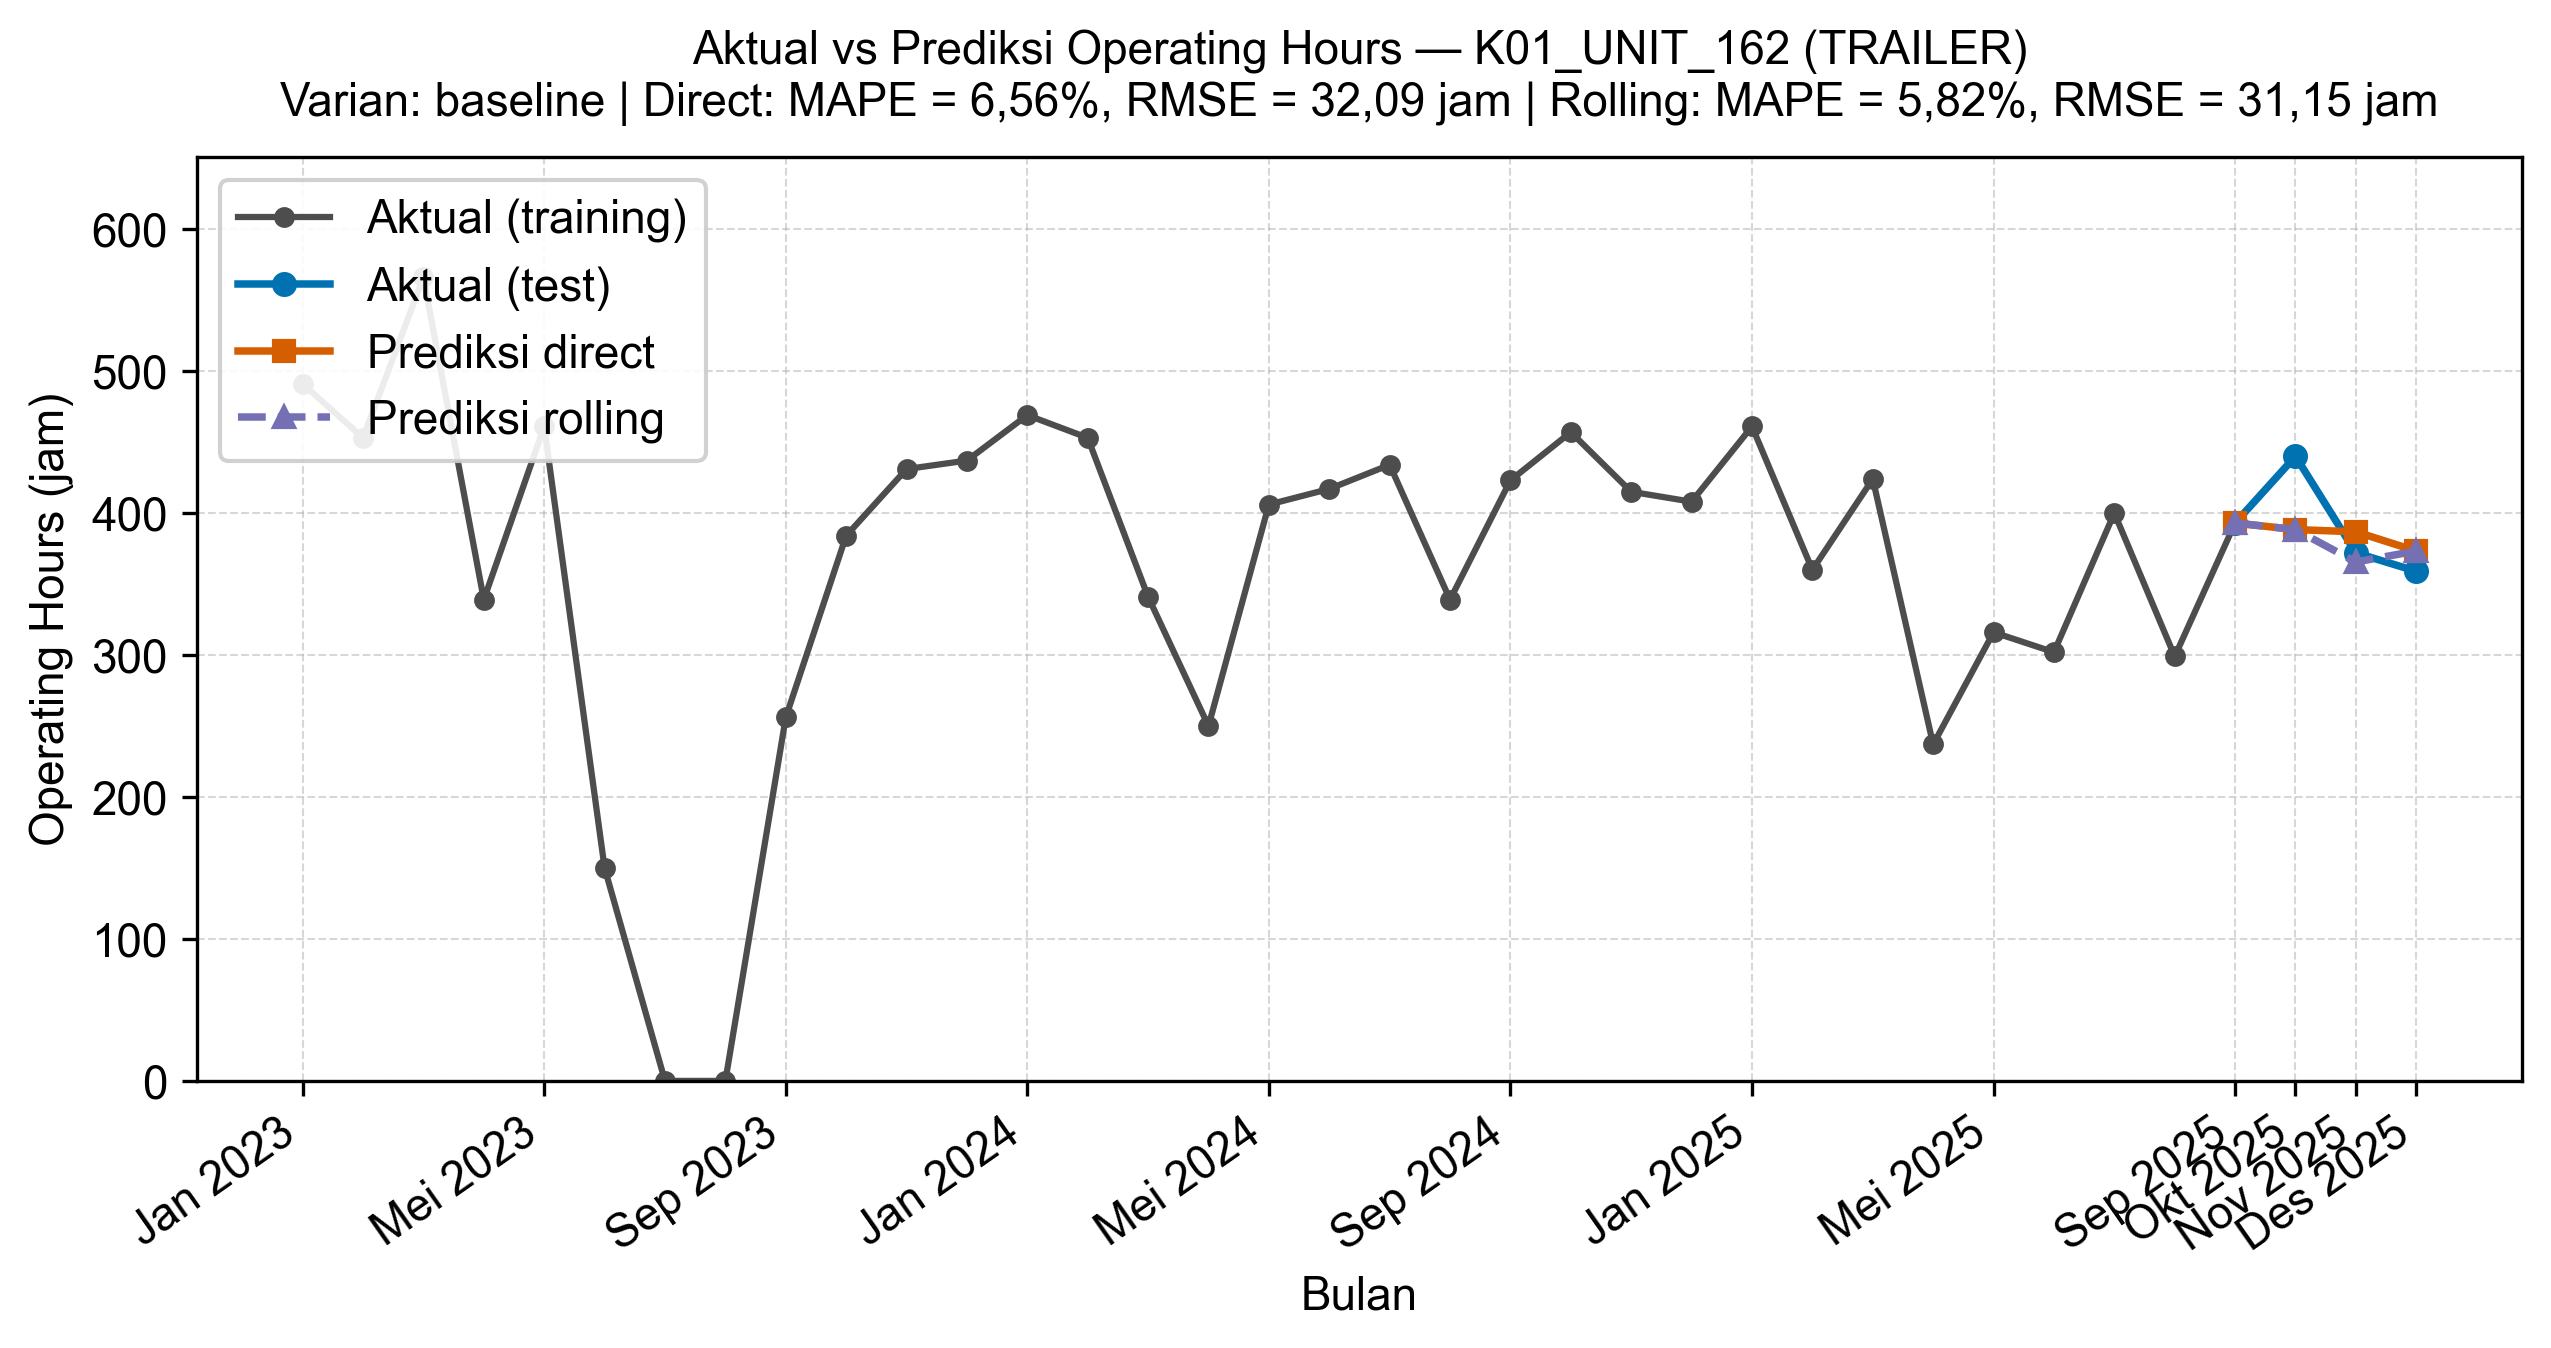 Aktual vs Prediksi Operating Hours — K01_UNIT_162 (TRAILER)
Varian: baseline | Direct: MAPE = 6,56%, RMSE = 32,09 jam | Rolling: MAPE = 5,82%, RMSE = 31,15 jam
Aktual (training)
Aktual (test)
Prediksi direct
Prediksi rolling
Operating Hours (jam)
600
500
400
300
200
100
0
Jan 2023
Mei 2023
Sep 2023
Jan 2024
Mei 2024
Sep 2024
Jan 2025
Mei 2025
Sep 2025
Okt 2025
Nov 2025
Des 2025
Bulan